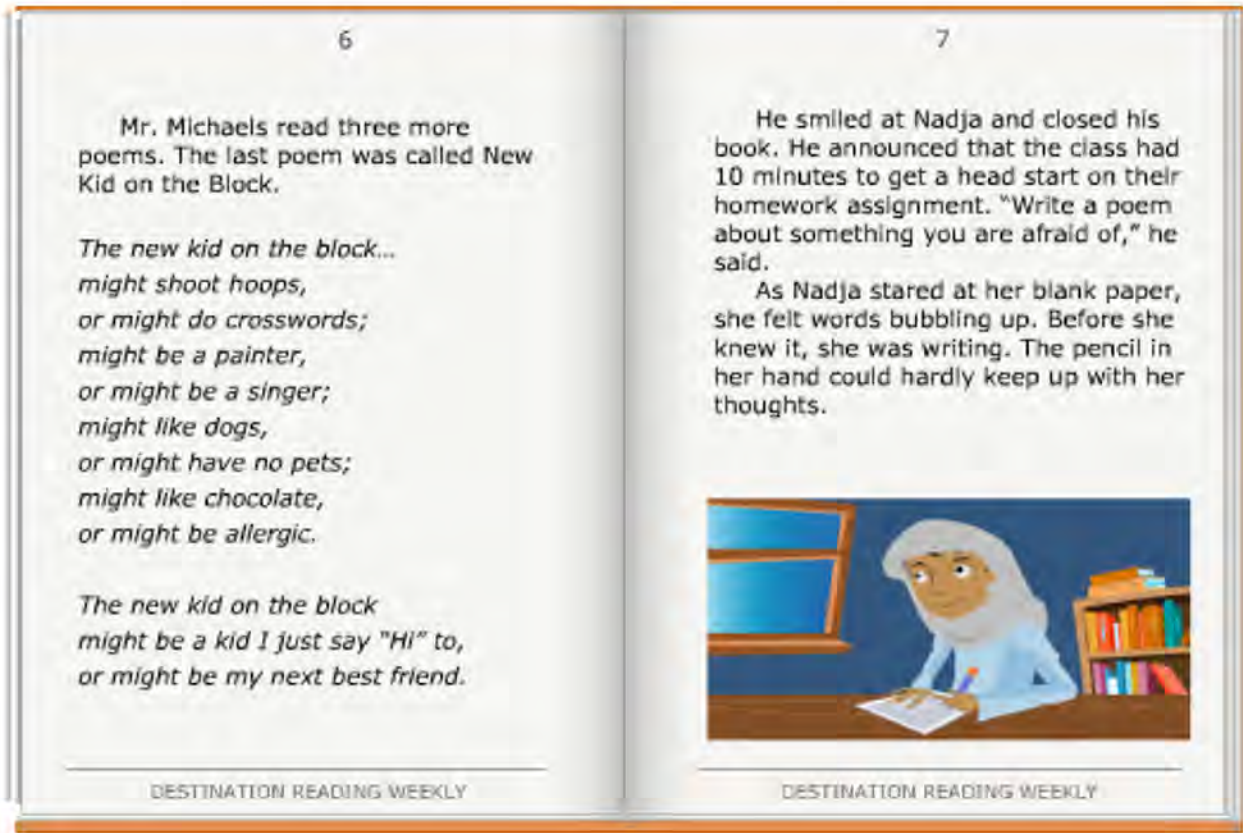 6
Mr. Michaels read three more
poems. The last poem was called New
Kid on the Block.
The new kid on the block...
might shoot hoops,
or might do crosswords;
might be a painter,
or might be a singer;
might like dogs,
or might have no pets;
might like chocolate,
or might be allergic.
The new kid on the block
might be a kid I just say "Hi" to,
or might be my next best friend.
DESTINATION READING WEEKLY
7
He smiled at Nadja and closed his
book. He announced that the class had
10 minutes to get a head start on their
homework assignment. “Write a poem
about something you are afraid of,” he
said.
As Nadja stared at her blank paper,
she felt words bubbling up. Before she
knew it, she was writing. The pencil in
her hand could hardly keep up with her
thoughts.
DESTINATION READING WEEKLY